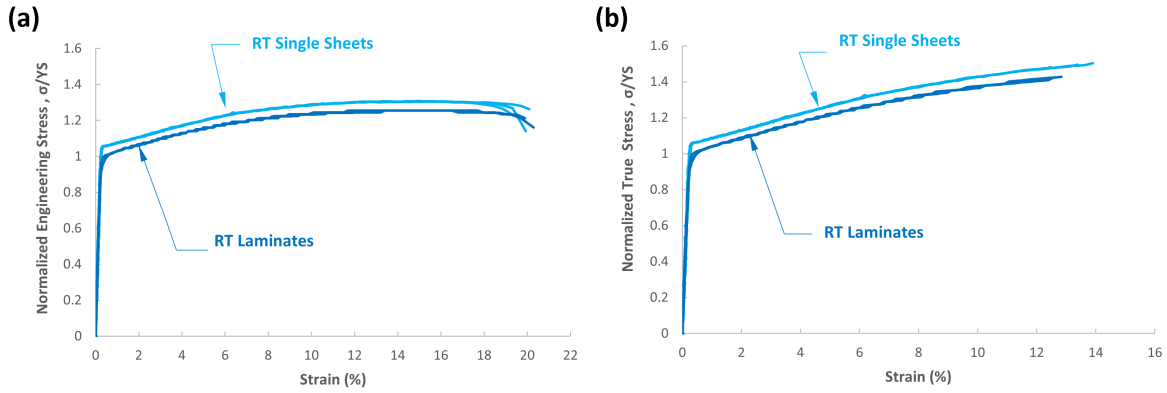 (a)
Normalized Engineering Stress , σ/YS
1.6
1.4
1.2
1
0.8
0.6
0.4
0.2
0
RT Single Sheets
RT Laminates
0 2 4 6 8 10 12 14 16 18 20 22
Strain (%)
(b)
Normalized True Stress , σ/YS
1.6
1.4
1.2
1
0.8
0.6
0.4
0.2
0
RT Single Sheets
RT Laminates
0 2 4 6 8 10 12 14 16
Strain (%)